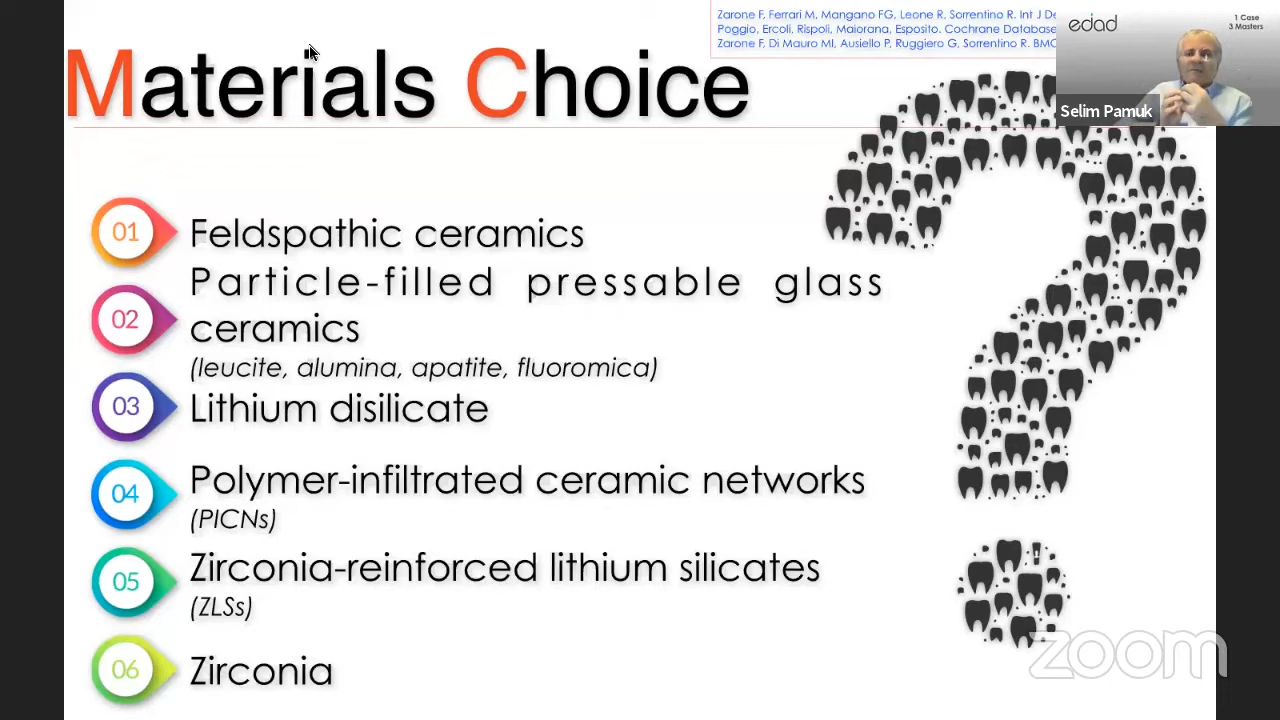 Zarone F, Ferrari M, Mangano FG, Leone R, Sorrentino R. Int J De
Poggio, Ercoli, Rispoli, Maiorana, Esposito. Cochrane Database
Zarone F, Di Mauro MI, Ausiello P, Ruggiero G, Sorrentino R. BMC
edad
1 Case
3 Masters
Selim Pamuk
Materials Choice
01 Feldspathic ceramics
02 Particle-filled pressable glass
ceramics
(leucite, alumina, apatite, fluoromica)
03 Lithium disilicate
04 Polymer-infiltrated ceramic networks
(PICNs)
05 Zirconia-reinforced lithium silicates
(ZLSs)
06 Zirconia
zoom